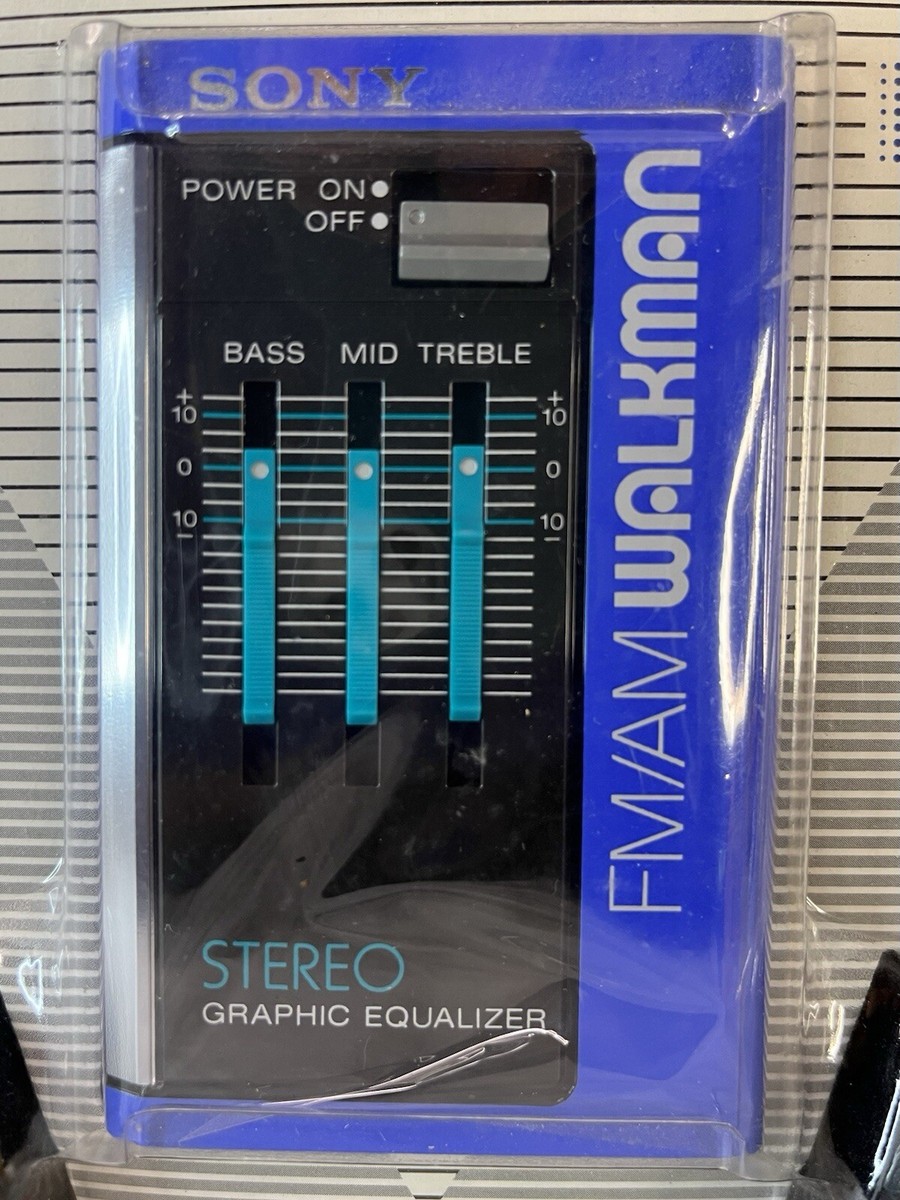 SONY
POWER ON
OFF
BASS MID TREBLE
+ +
10 10
0 0
10 10
− −
STEREO
GRAPHIC EQUALIZER
FM/AM WALKMAN